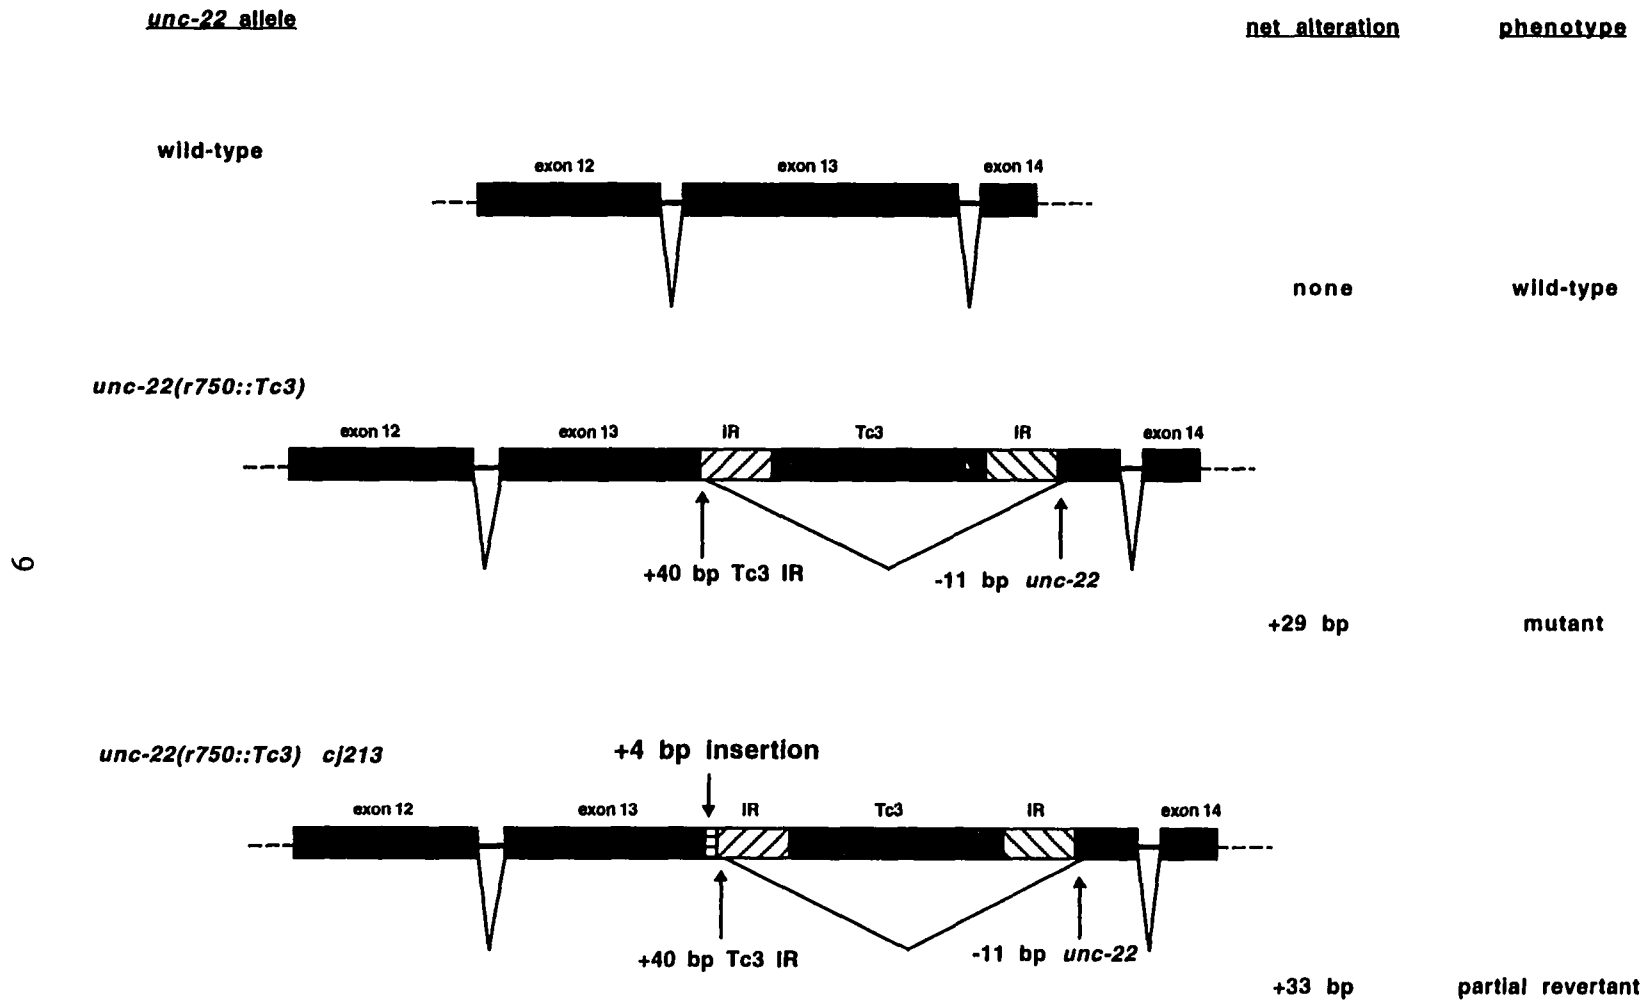 unc-22 allele net alteration phenotype
wild-type
exon 12 exon 13 exon 14
none wild-type
unc-22(r750::Tc3)
exon 12 exon 13 IR Tc3 IR exon 14
+40 bp Tc3 IR -11 bp unc-22
+29 bp mutant
unc-22(r750::Tc3) cj213 +4 bp insertion
exon 12 exon 13 IR Tc3 IR exon 14
+40 bp Tc3 IR -11 bp unc-22
+33 bp partial revertant
9